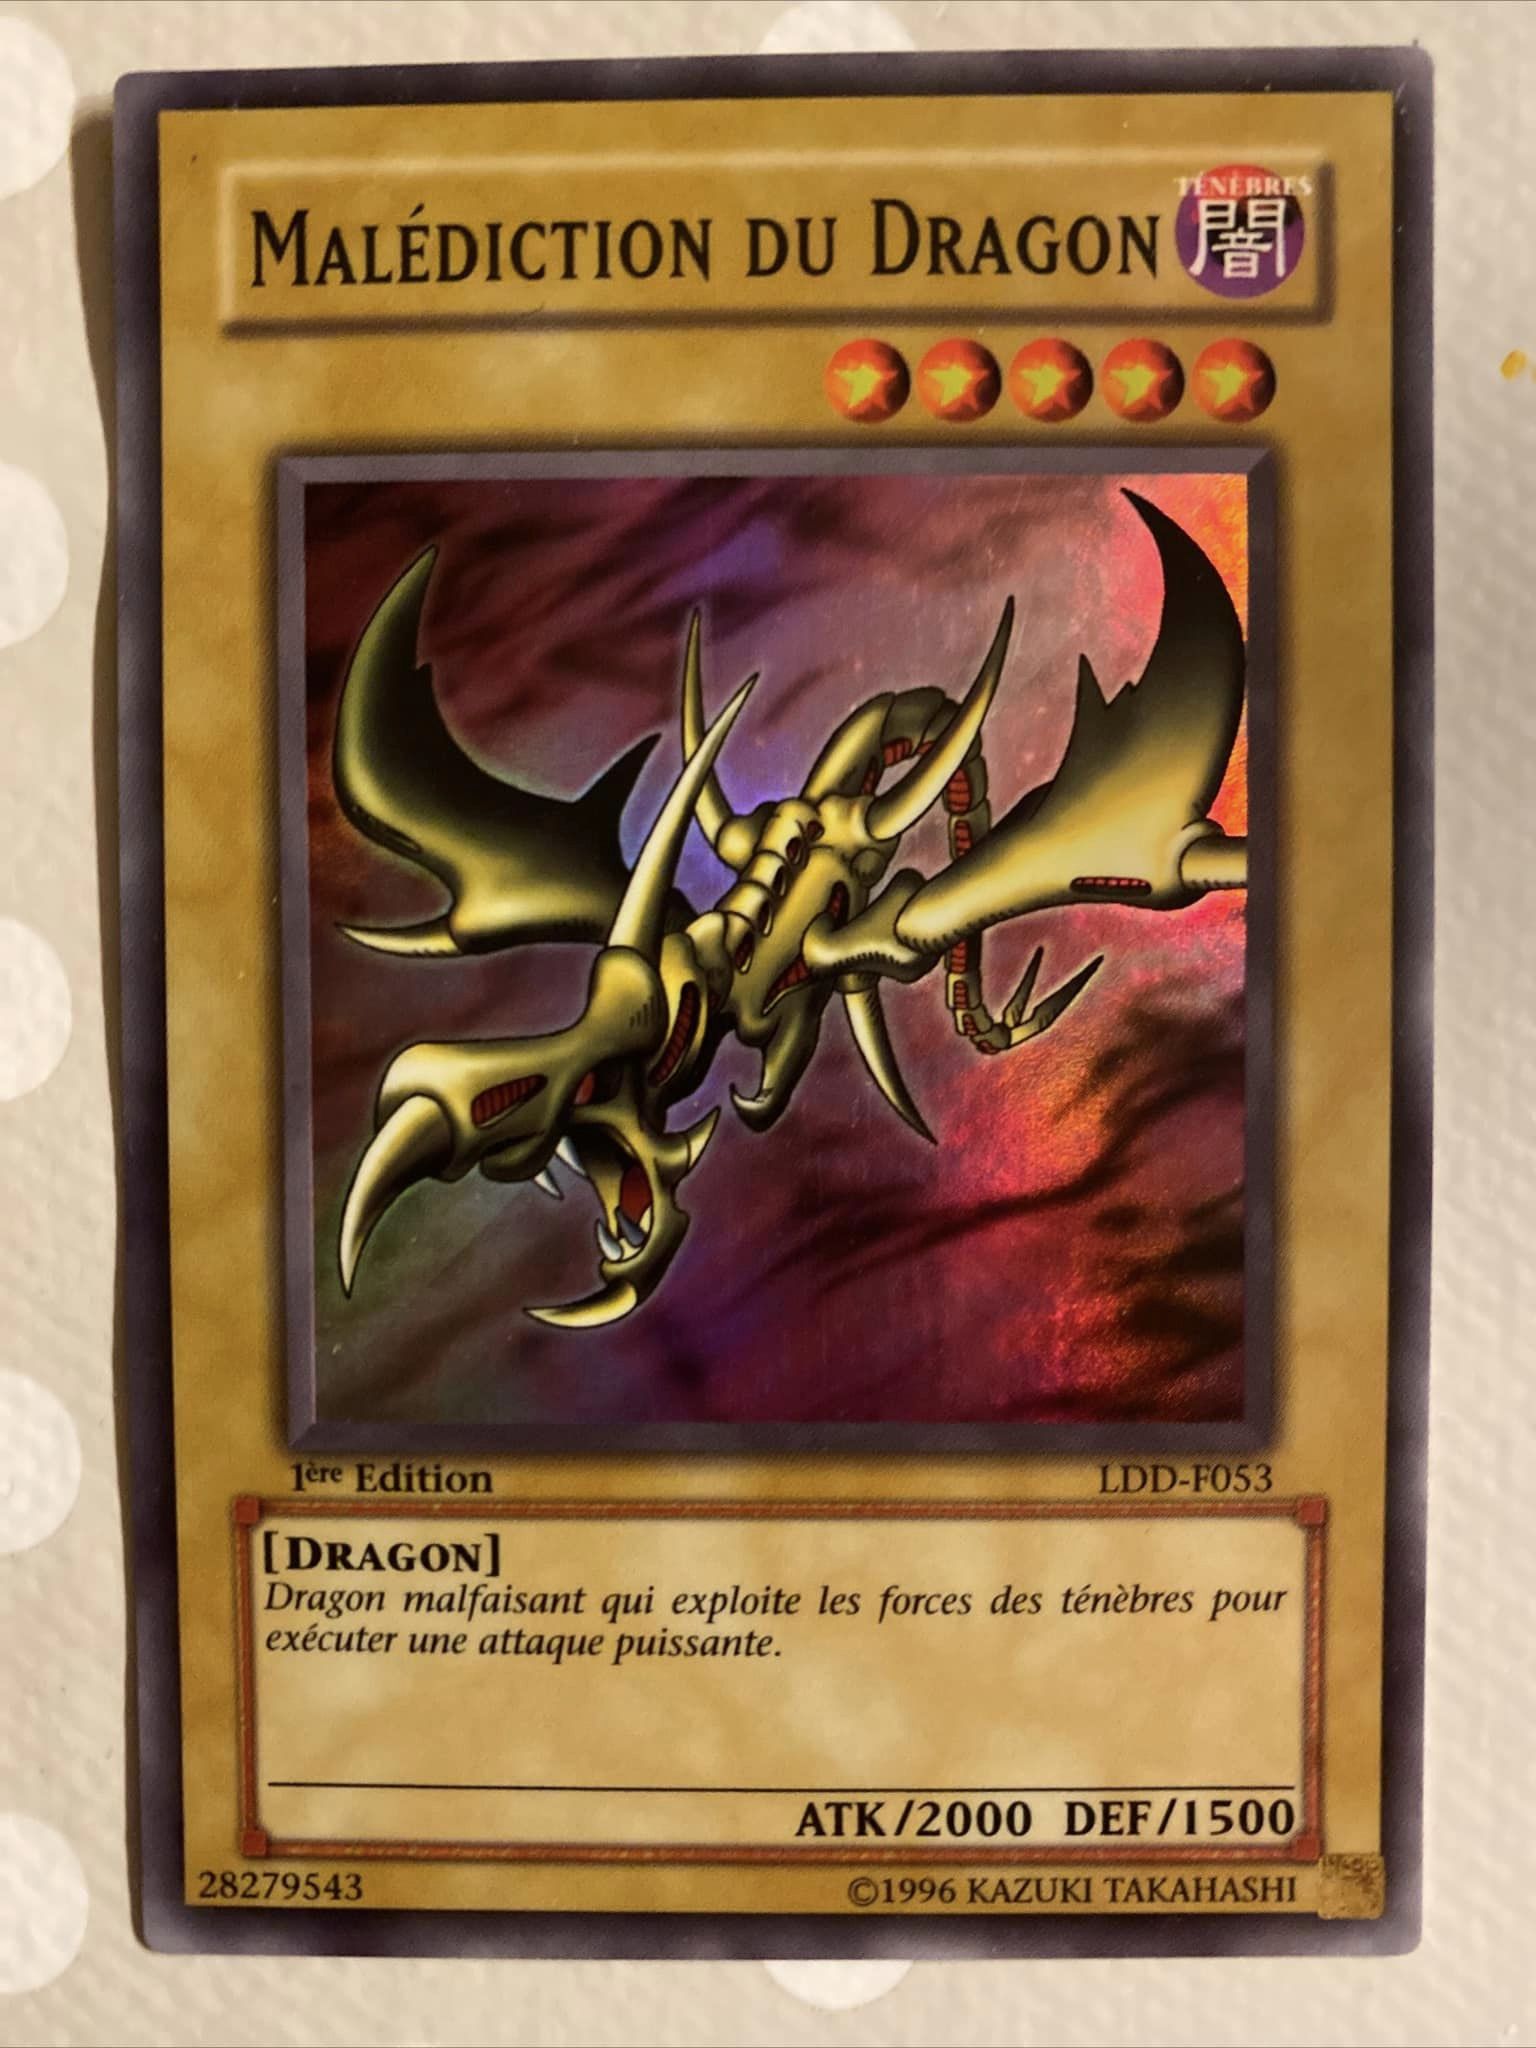 MALÉDICTION DU DRAGON
TÉNÈBRES
闇
1ère Edition
LDD-F053
[DRAGON]
Dragon malfaisant qui exploite les forces des ténèbres pour
exécuter une attaque puissante.
ATK/2000 DEF/1500
28279543
©1996 KAZUKI TAKAHASHI